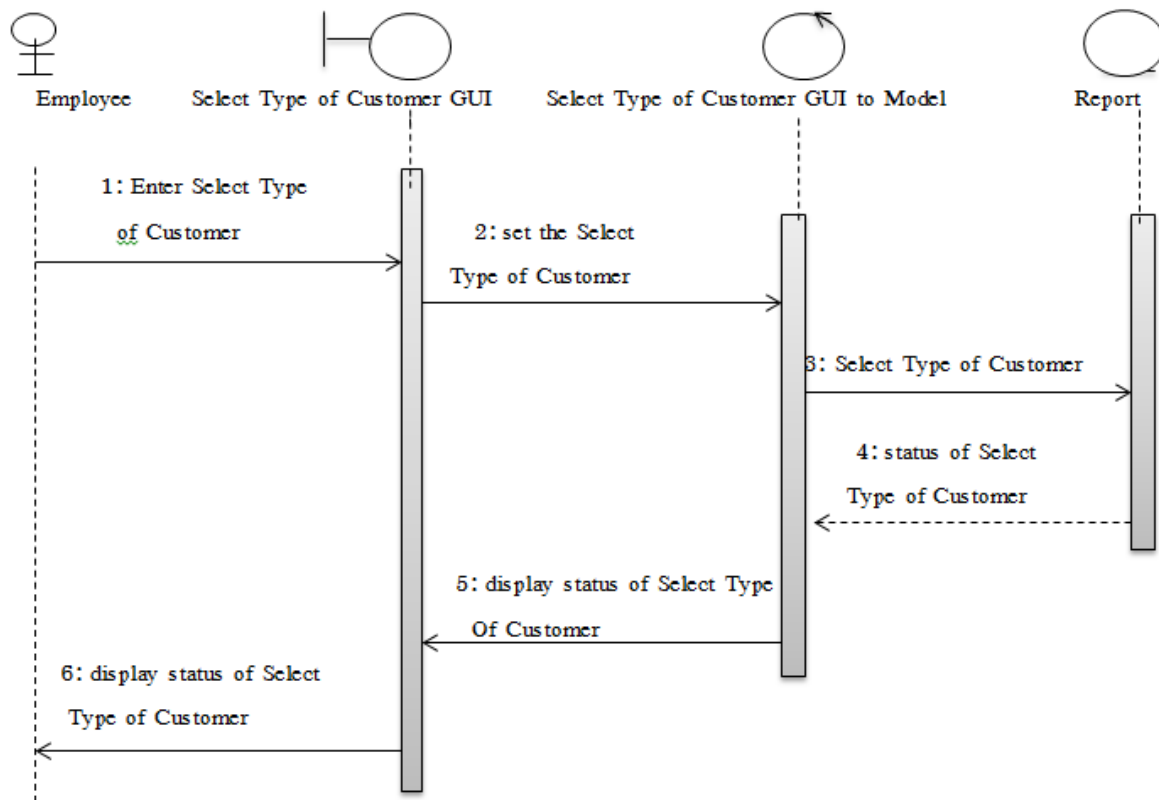 Employee
Select Type of Customer GUI
Select Type of Customer GUI to Model
Report
1: Enter Select Type
of Customer
2: set the Select
Type of Customer
3: Select Type of Customer
4: status of Select
Type of Customer
5: display status of Select Type
Of Customer
6: display status of Select
Type of Customer